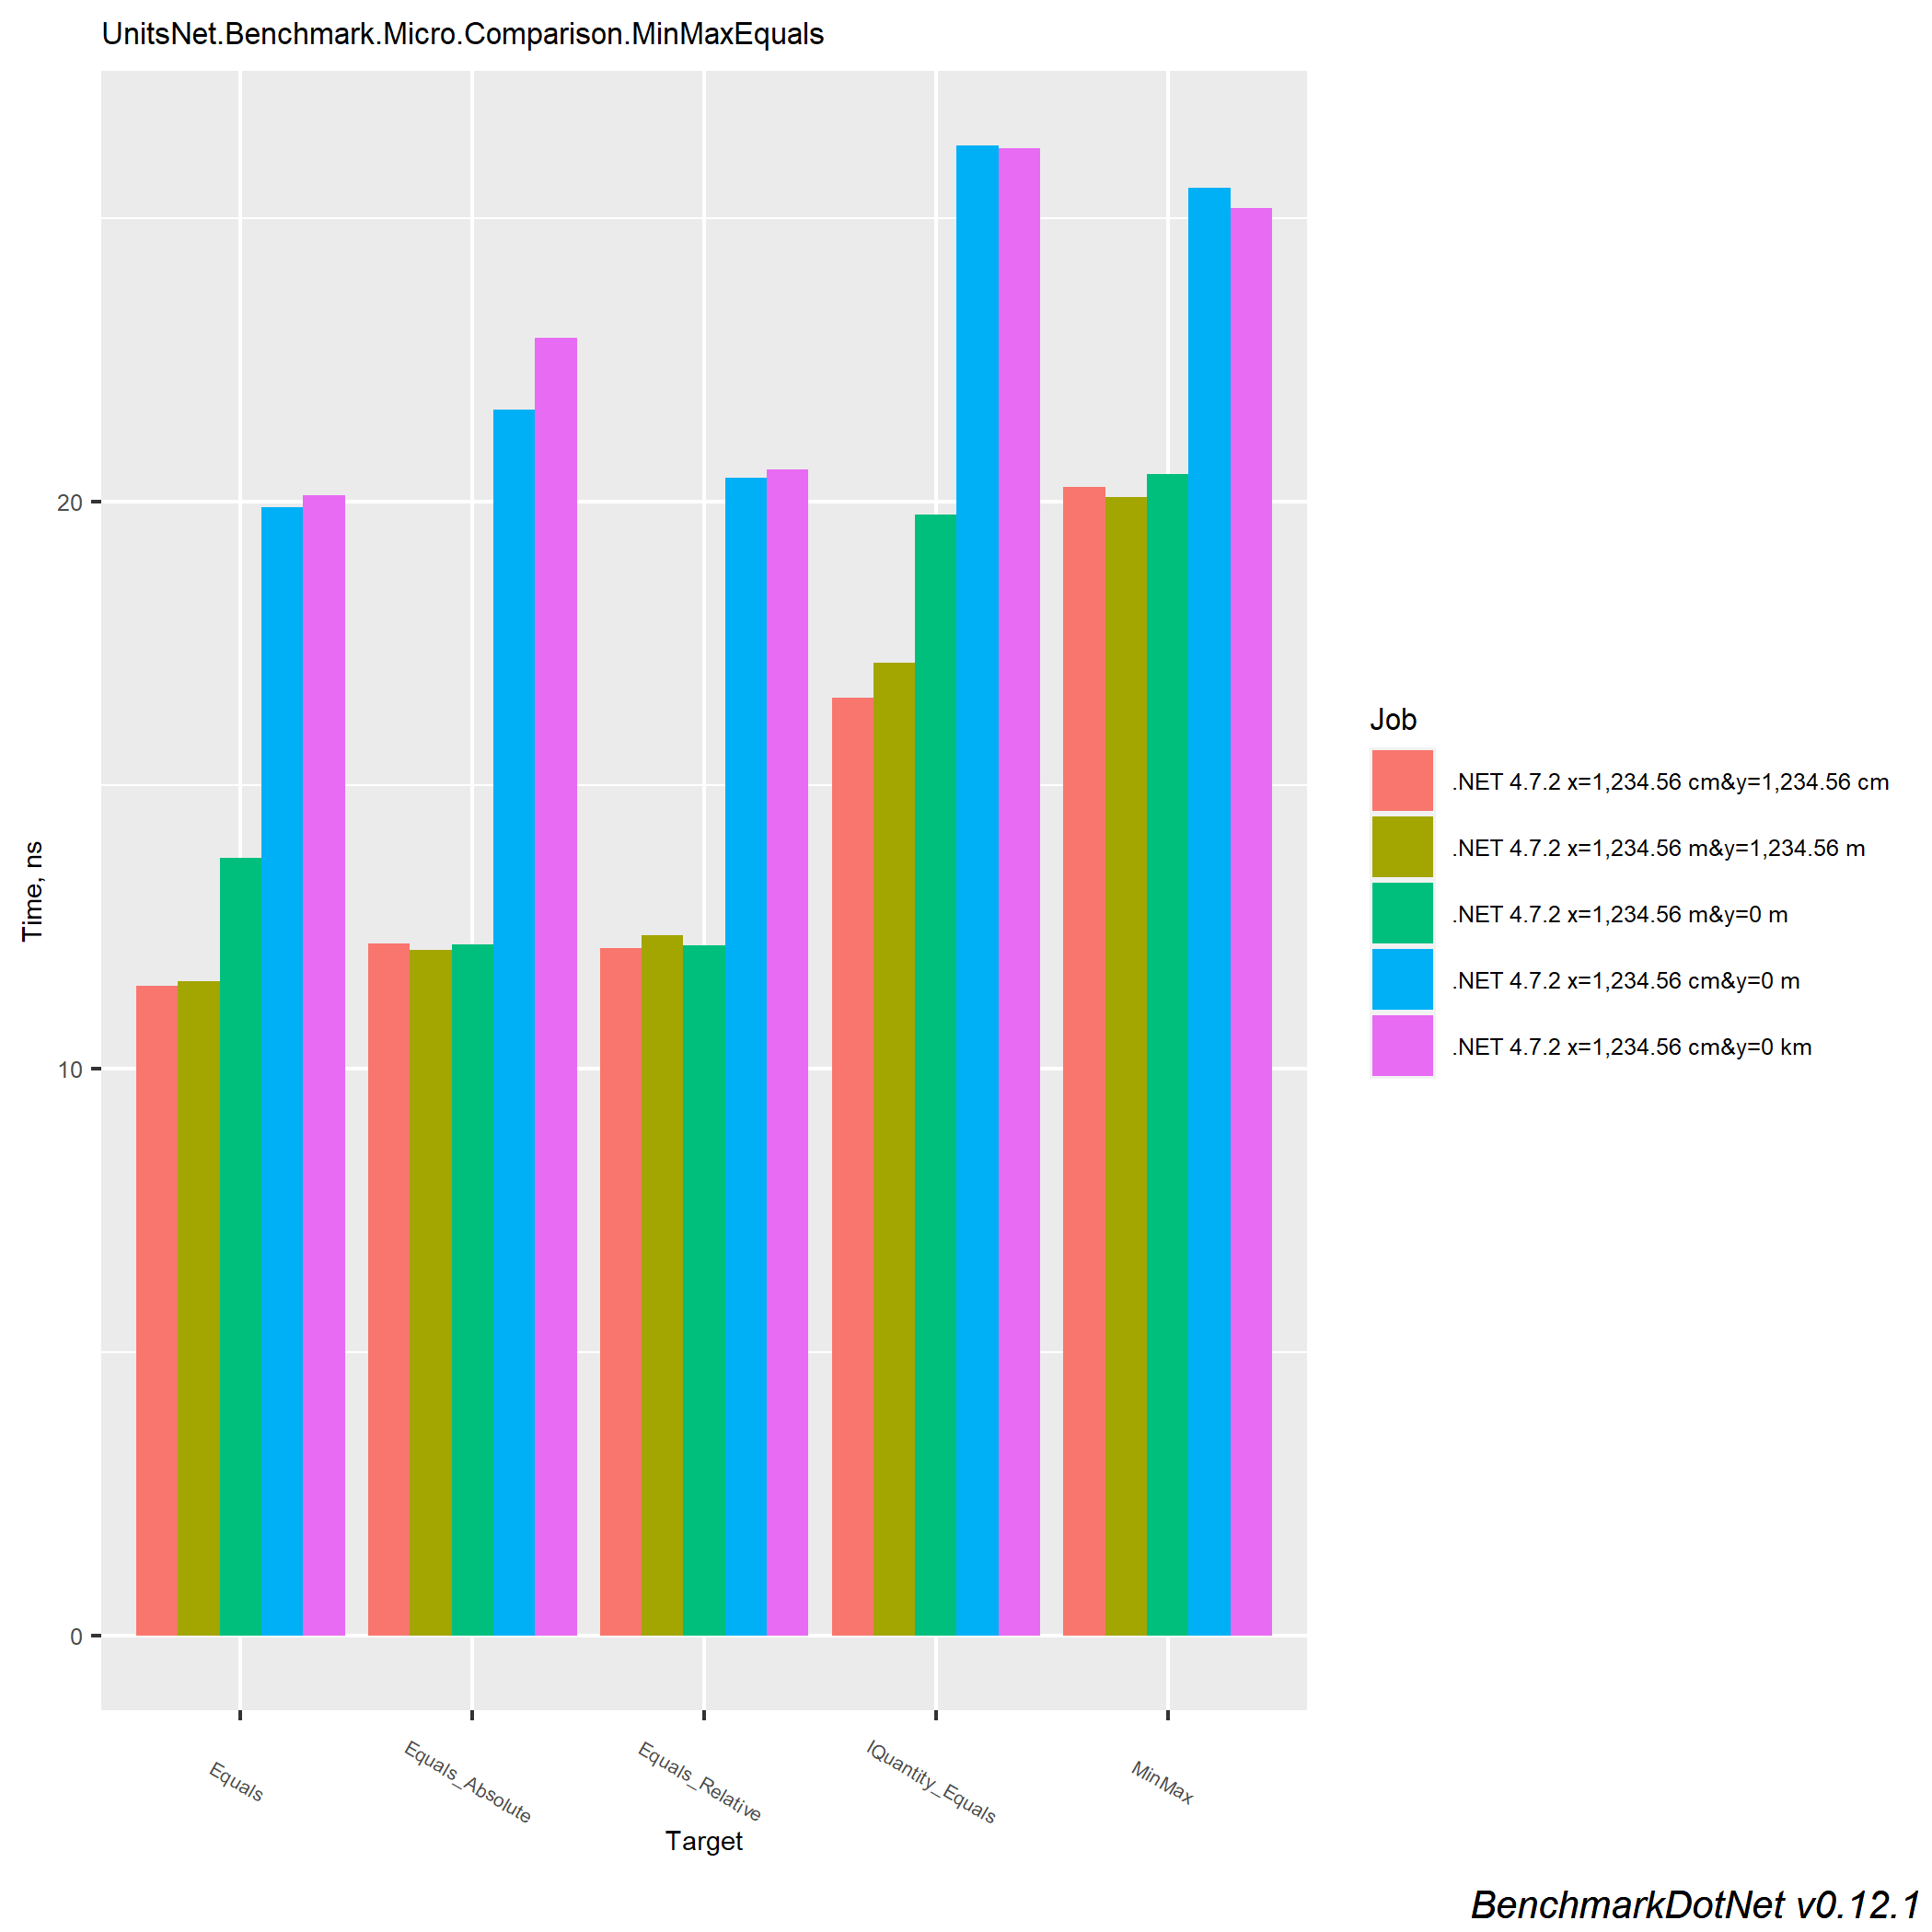 UnitsNet.Benchmark.Micro.Comparison.MinMaxEquals
Time, ns
20
10
0
Equals
Equals_Absolute
Equals_Relative
IQuantity_Equals
MinMax
Target
Job
.NET 4.7.2 x=1,234.56 cm&y=1,234.56 cm
.NET 4.7.2 x=1,234.56 m&y=1,234.56 m
.NET 4.7.2 x=1,234.56 m&y=0 m
.NET 4.7.2 x=1,234.56 cm&y=0 m
.NET 4.7.2 x=1,234.56 cm&y=0 km
BenchmarkDotNet v0.12.1